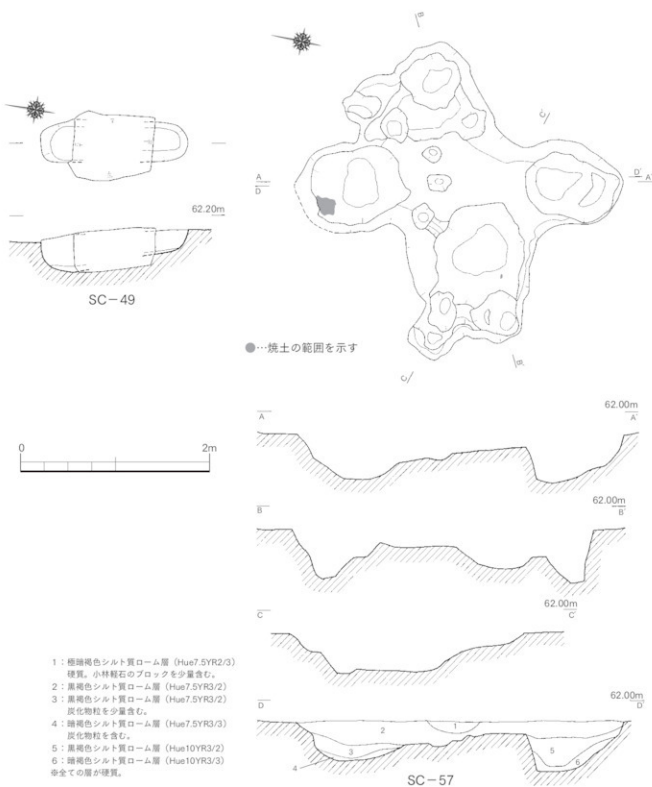 B
C'
A
D
D'
A'
62.20m
SC-49
●…焼土の範囲を示す
C
B'
0
2m
62.00m
A
A'
62.00m
B
B'
62.00m
C
C'
62.00m
D
D'
1
2
3
4
5
6
SC-57
1：極暗褐色シルト質ローム層（Hue7.5YR2/3）
硬質。小林軽石のブロックを少量含む。
2：黒褐色シルト質ローム層（Hue7.5YR3/2）
3：黒褐色シルト質ローム層（Hue7.5YR3/2）
炭化物粒を少量含む。
4：暗褐色シルト質ローム層（Hue7.5YR3/3）
炭化物粒を含む。
5：黒褐色シルト質ローム層（Hue10YR3/2）
6：暗褐色シルト質ローム層（Hue10YR3/3）
※全ての層が硬質。